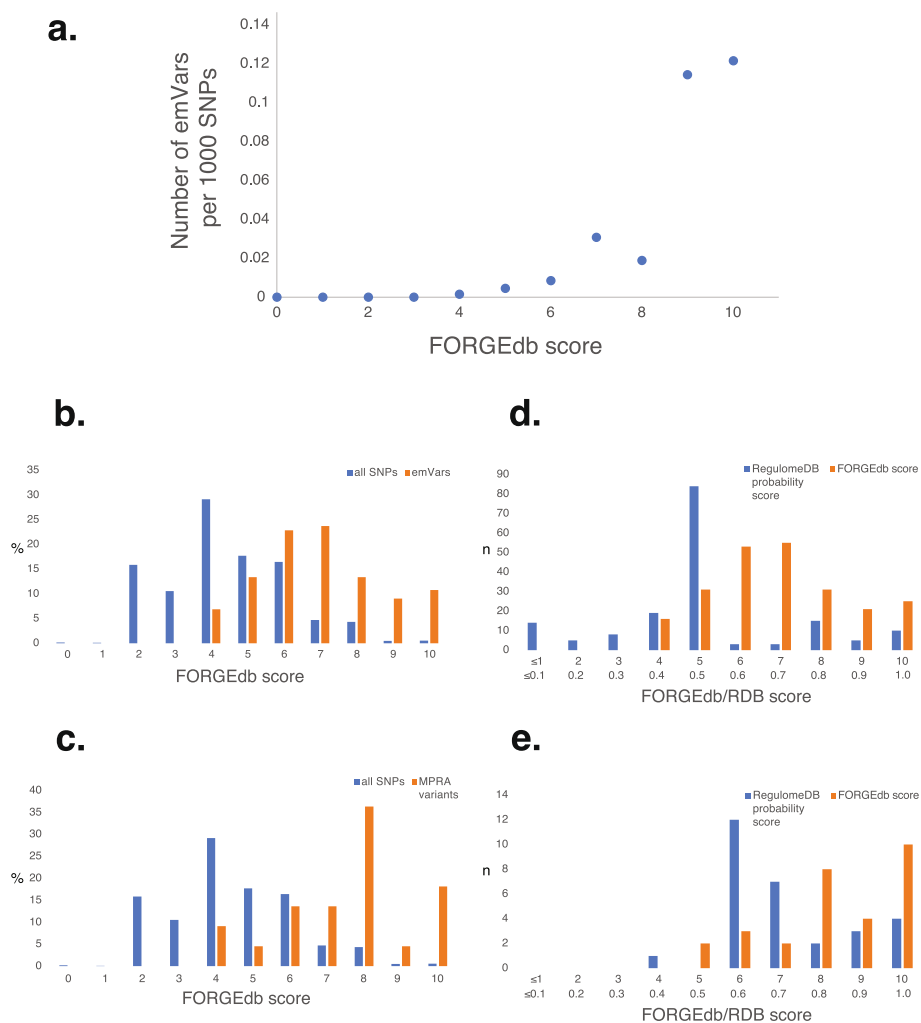 a.
Number of emVars
per 1000 SNPs
0.14
0.12
0.1
0.08
0.06
0.04
0.02
0
0 2 4 6 8 10
FORGEdb score
b.
all SNPs emVars
35
30
25
20
15
10
5
0
%
0 1 2 3 4 5 6 7 8 9 10
FORGEdb score
c.
all SNPs MPRA
variants
40
35
30
25
20
15
10
5
0
%
0 1 2 3 4 5 6 7 8 9 10
FORGEdb score
d.
RegulomeDB FORGEdb score
probability
score
90
80
70
60
50
40
30
20
10
0
n
≤1 2 3 4 5 6 7 8 9 10
≤0.1 0.2 0.3 0.4 0.5 0.6 0.7 0.8 0.9 1.0
FORGEdb/RDB score
e.
RegulomeDB FORGEdb score
probability
score
14
12
10
8
6
4
2
0
n
≤1 2 3 4 5 6 7 8 9 10
≤0.1 0.2 0.3 0.4 0.5 0.6 0.7 0.8 0.9 1.0
FORGEdb/RDB score